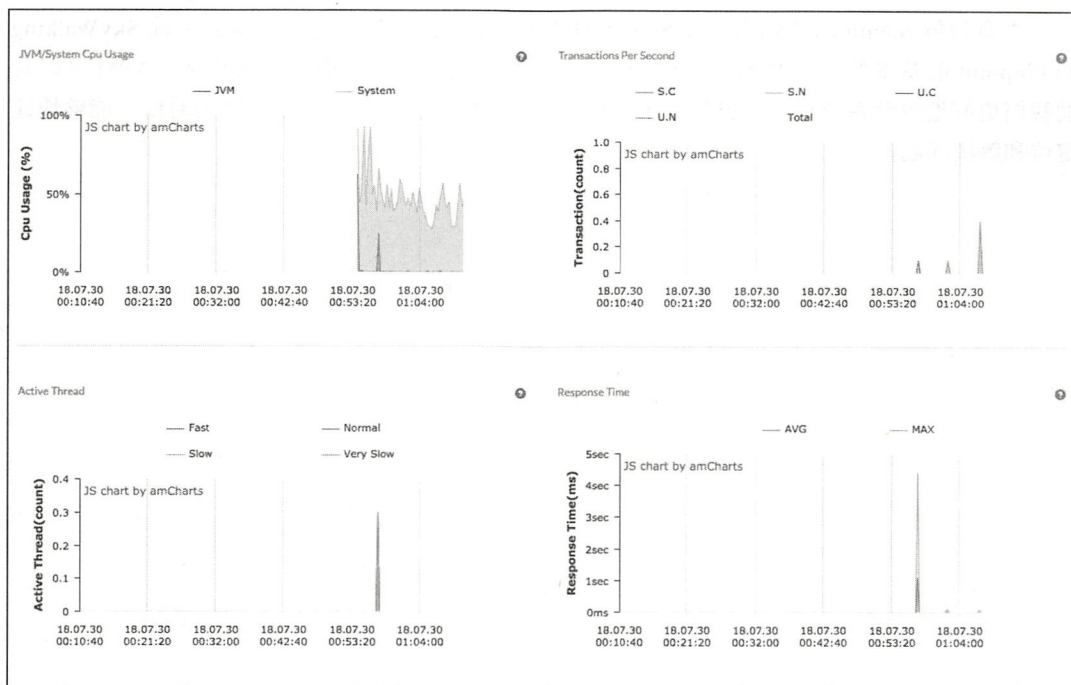 JVM/System Cpu Usage
JVM
System
100%
JS chart by amCharts
50%
0%
Cpu Usage (%)
18.07.30 18.07.30 18.07.30 18.07.30 18.07.30 18.07.30
00:10:40 00:21:20 00:32:00 00:42:40 00:53:20 01:04:00
Transactions Per Second
S.C
S.N
U.C
U.N
Total
1.0
JS chart by amCharts
0.8
0.6
0.4
0.2
0
Transaction(count)
18.07.30 18.07.30 18.07.30 18.07.30 18.07.30 18.07.30
00:10:40 00:21:20 00:32:00 00:42:40 00:53:20 01:04:00
Active Thread
Fast
Normal
Slow
Very Slow
0.4
JS chart by amCharts
0.3
0.2
0.1
0
Active Thread(count)
18.07.30 18.07.30 18.07.30 18.07.30 18.07.30 18.07.30
00:10:40 00:21:20 00:32:00 00:42:40 00:53:20 01:04:00
Response Time
AVG
MAX
5sec
JS chart by amCharts
4sec
3sec
2sec
1sec
0ms
Response Time(ms)
18.07.30 18.07.30 18.07.30 18.07.30 18.07.30 18.07.30
00:10:40 00:21:20 00:32:00 00:42:40 00:53:20 01:04:00